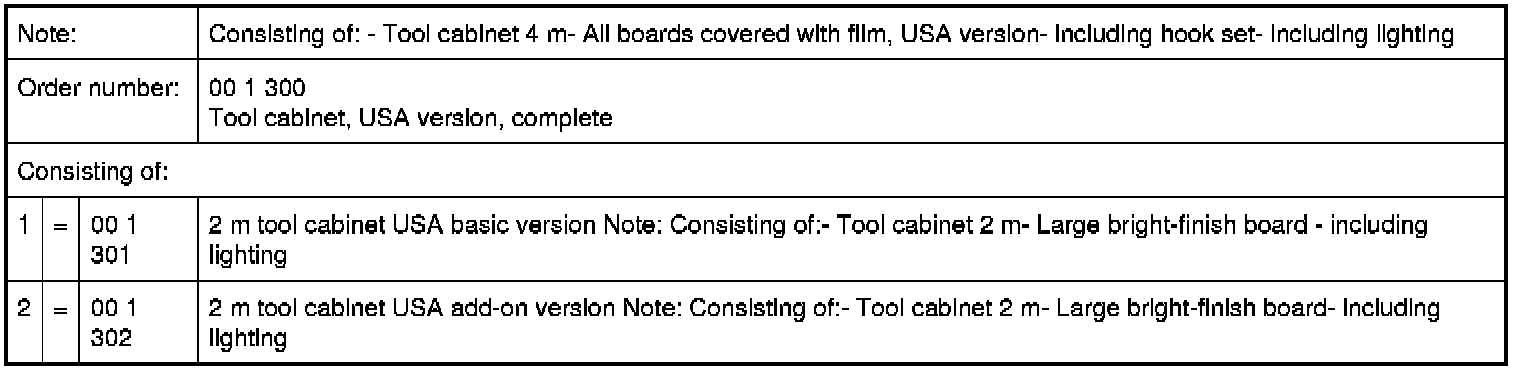 Note: Consisting of: - Tool cabinet 4 m- All boards covered with film, USA version- Including hook set- Including lighting
Order number: 00 1 300
Tool cabinet, USA version, complete
Consisting of:
1 = 00 1 2 m tool cabinet USA basic version Note: Consisting of:- Tool cabinet 2 m- Large bright-finish board - including
301 lighting
2 = 00 1 2 m tool cabinet USA add-on version Note: Consisting of:- Tool cabinet 2 m- Large bright-finish board- Including
302 lighting